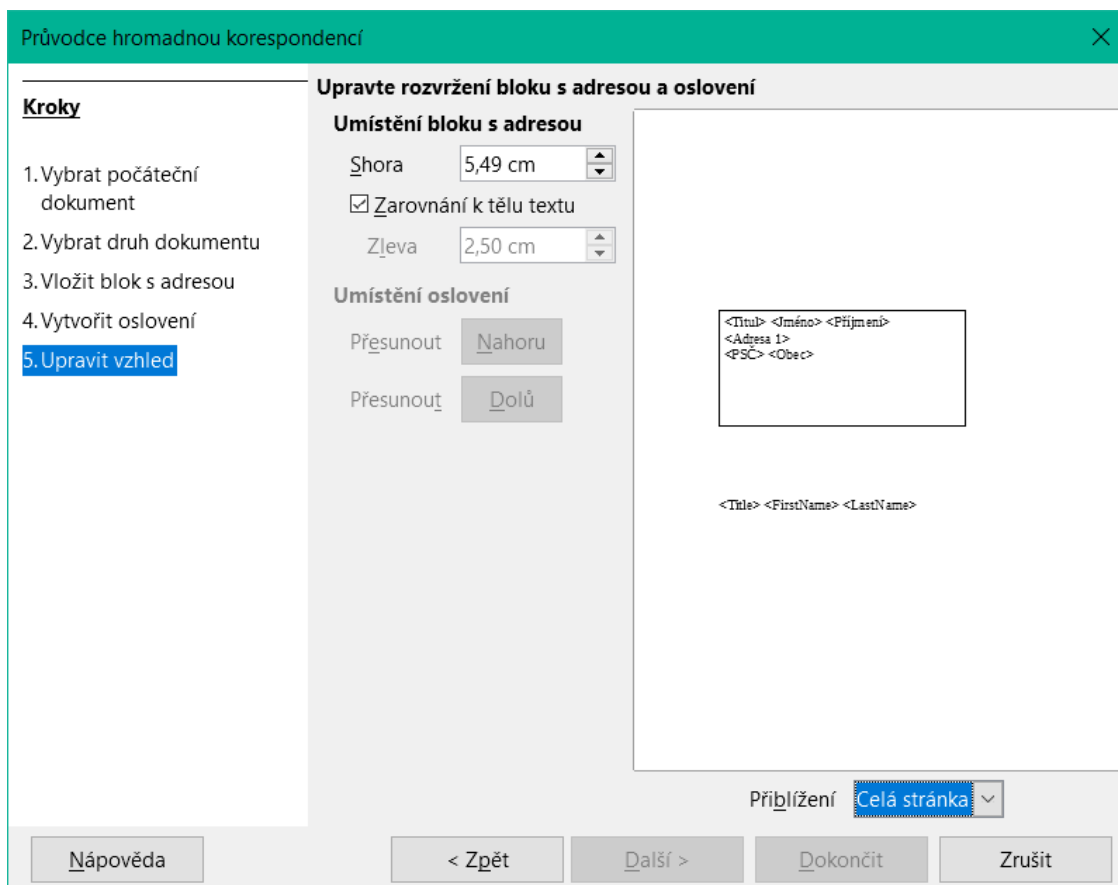 Průvodce hromadnou korespondencí
Kroky
1. Vybrat počáteční
dokument
2. Vybrat druh dokumentu
3. Vložit blok s adresou
4. Vytvořit oslovení
5. Upravit vzhled
Upravte rozvržení bloku s adresou a oslovení
Umístění bloku s adresou
Shora 5,49 cm
Zarovnání k tělu textu
Zleva 2,50 cm
Umístění oslovení
Přesunout Nahoru
Přesunout Dolů
<Titul> <Jméno> <Příjmení>
<Adresa 1>
<PSČ> <Obec>
<Title> <FirstName> <LastName>
Přiblížení Celá stránka
Nápověda < Zpět Další > Dokončit Zrušit